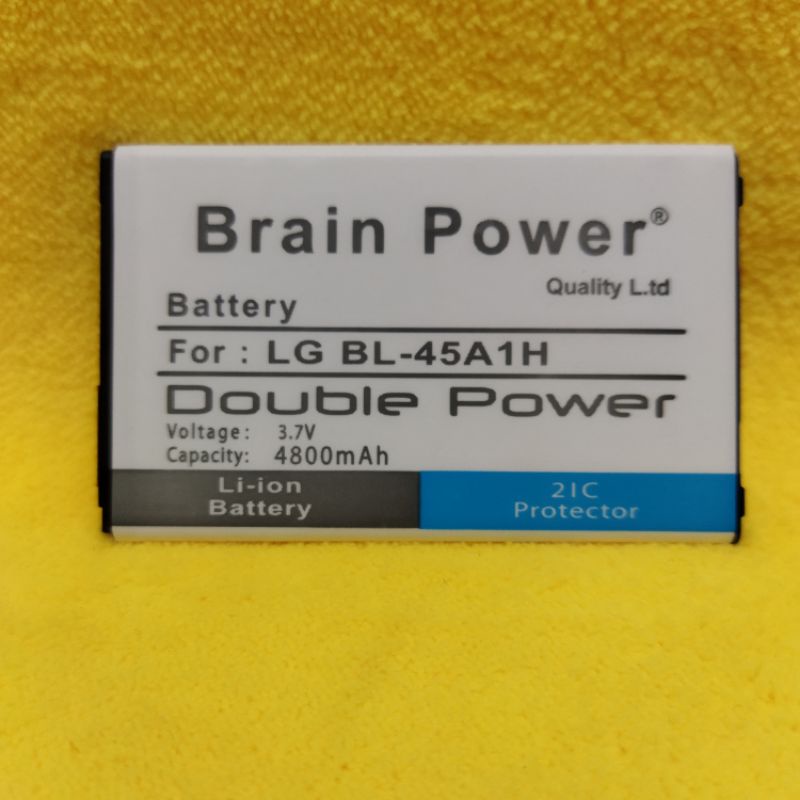 Brain Power®
Quality L.td
Battery
For : LG BL-45A1H
Double Power
Voltage: 3.7V
Capacity: 4800mAh
Li-ion
Battery
2IC
Protector